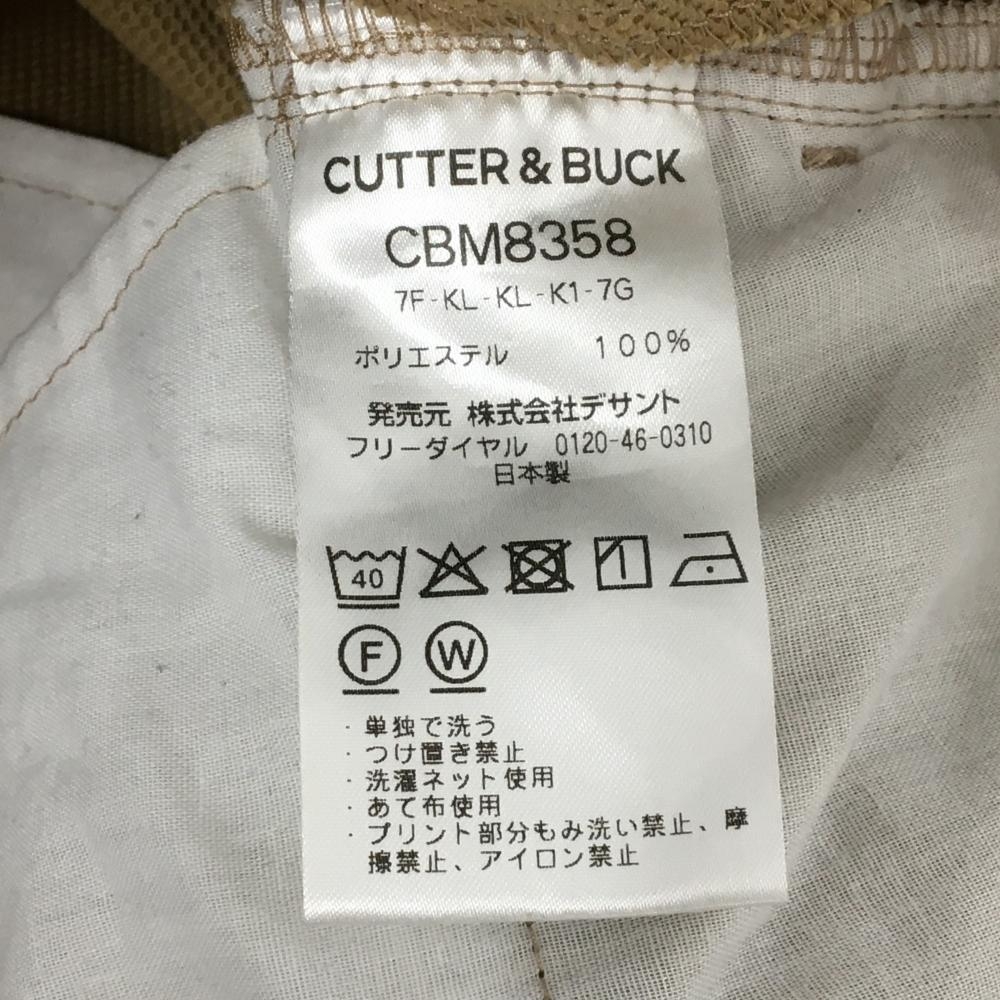 CUTTER & BUCK
CBM8358
7F-KL-KL-K1-7G
ポリエステル 100%
発売元 株式会社デサント
フリーダイヤル 0120-46-0310
日本製
40
F W
・単独で洗う
・つけ置き禁止
・洗濯ネット使用
・あて布使用
・プリント部分もみ洗い禁止、摩
擦禁止、アイロン禁止